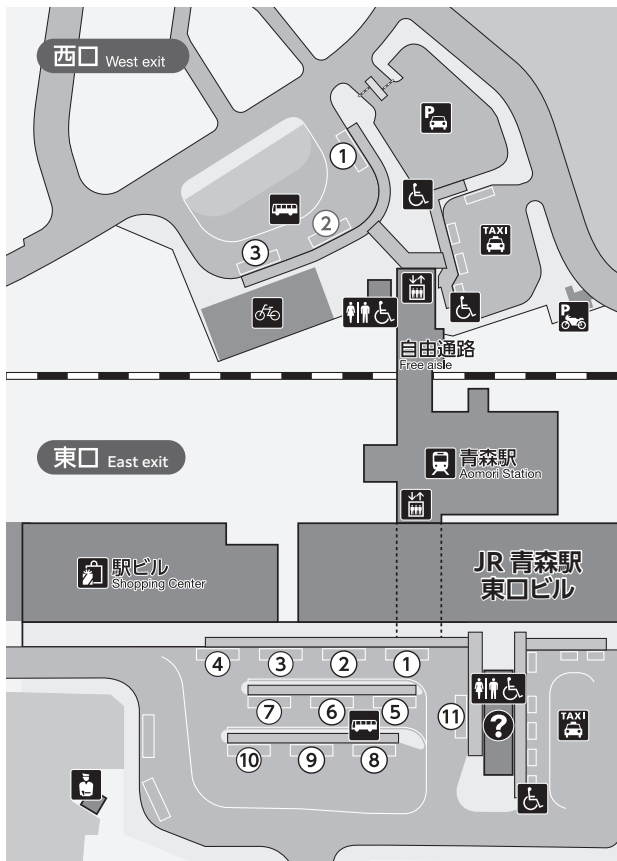 西口 West exit
P
1
2
3
TAXI
P
自由通路
Free aisle
東口 East exit
青森駅
Aomori Station
駅ビル
Shopping Center
JR 青森駅
東口ビル
4
3
2
1
7
6
5
11
?
TAXI
10
9
8